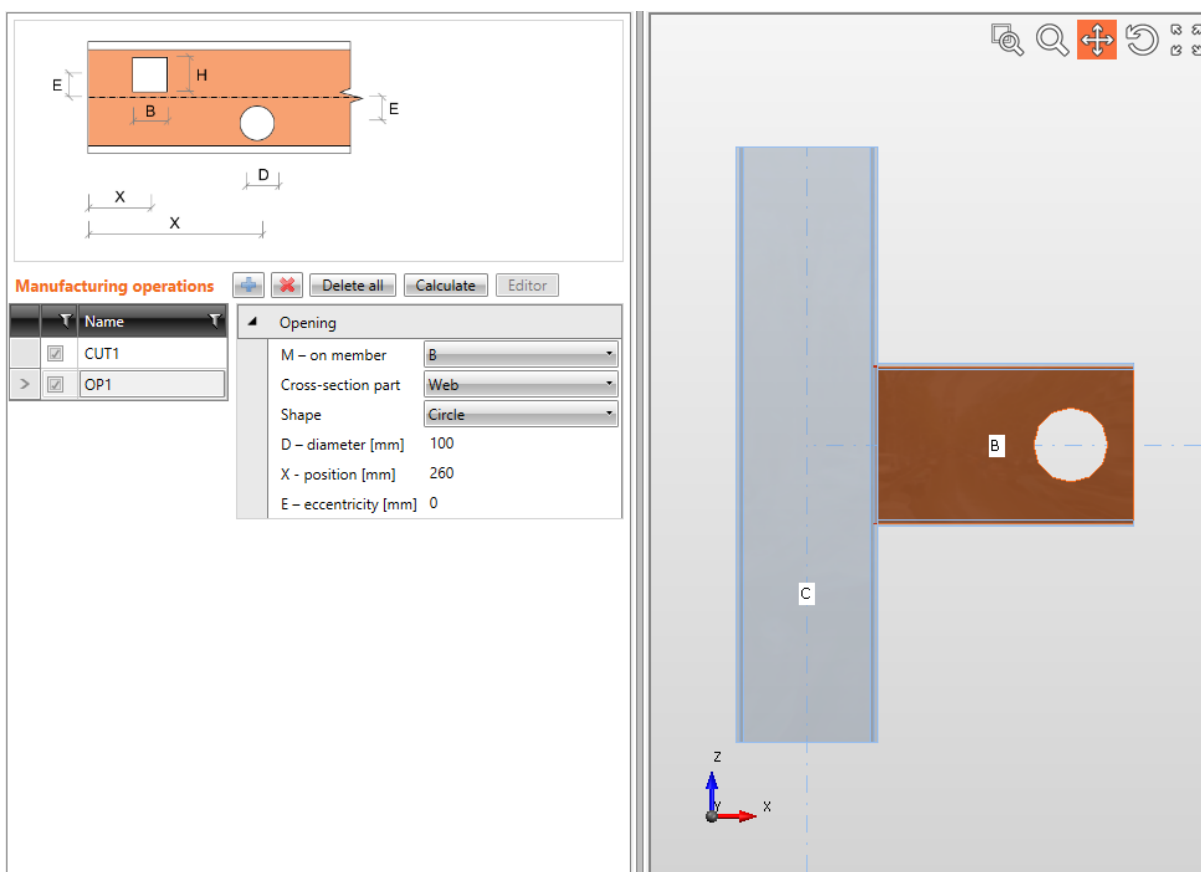 E
H
B
E
D
X
X
Manufacturing operations Delete all Calculate Editor
Name
CUT1
OP1
Opening
M – on member B
Cross-section part Web
Shape Circle
D – diameter [mm] 100
X - position [mm] 260
E – eccentricity [mm] 0
B
C
Z
Y
X